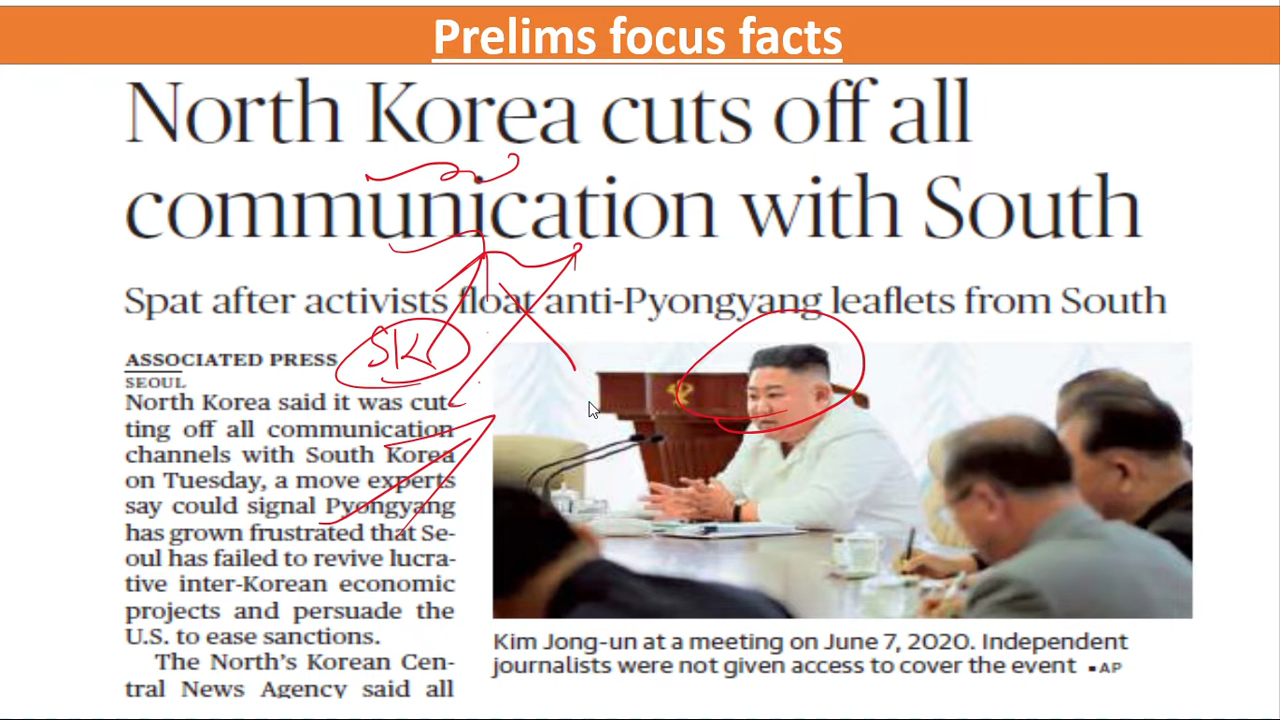 Prelims focus facts
North Korea cuts off all
communication with South
Spat after activists float anti-Pyongyang leaflets from South
SK
ASSOCIATED PRESS
SEOUL
North Korea said it was cut-
ting off all communication
channels with South Korea
on Tuesday, a move experts
say could signal Pyongyang
has grown frustrated that Se-
oul has failed to revive lucra-
tive inter-Korean economic
projects and persuade the
U.S. to ease sanctions.
The North's Korean Cen-
tral News Agency said all
Kim Jong-un at a meeting on June 7, 2020. Independent
journalists were not given access to cover the event ▪AP